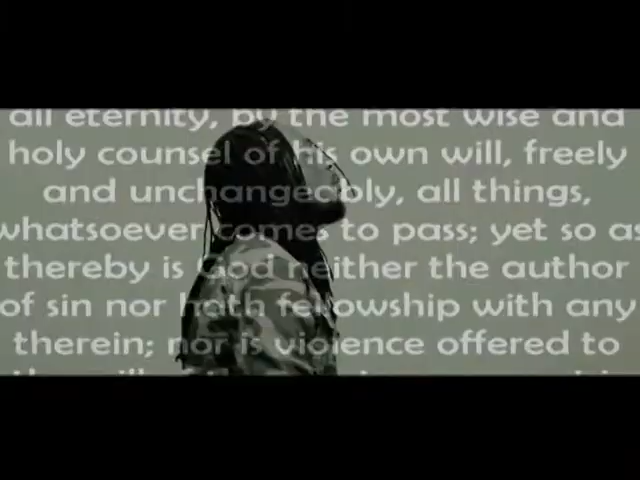 all eternity, by the most wise and
holy counsel of his own will, freely
and unchangeably, all things,
whatsoever comes to pass; yet so as
thereby is God neither the author
of sin nor hath fellowship with any
therein; nor is violence offered to